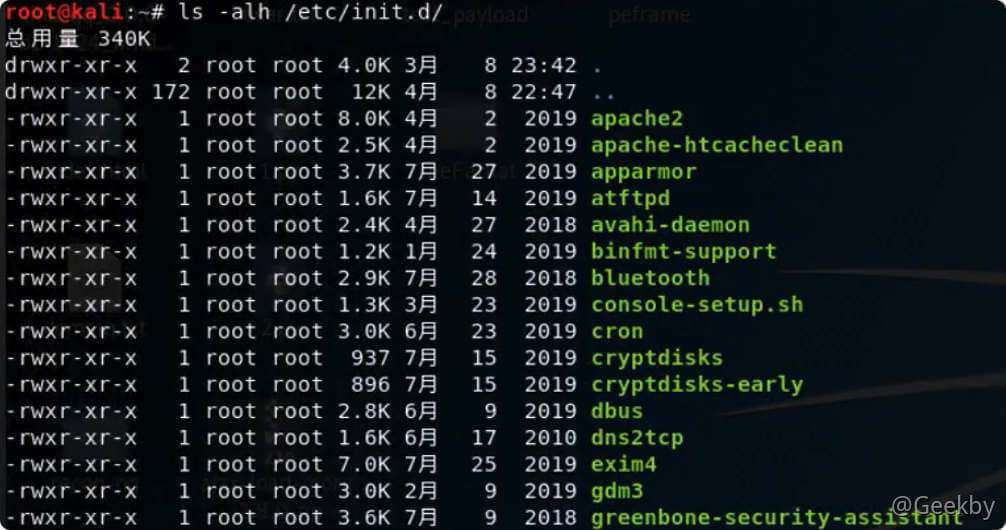 root@kali:~# ls -alh /etc/init.d/
总用量 340K
drwxr-xr-x   2 root root 4.0K 3月   8 23:42 .
drwxr-xr-x 172 root root  12K 4月   8 22:47 ..
-rwxr-xr-x   1 root root 8.0K 4月   2  2019 apache2
-rwxr-xr-x   1 root root 2.5K 4月   2  2019 apache-htcacheclean
-rwxr-xr-x   1 root root 3.7K 7月  27  2019 apparmor
-rwxr-xr-x   1 root root 1.6K 7月  14  2019 atftpd
-rwxr-xr-x   1 root root 2.4K 4月  27  2018 avahi-daemon
-rwxr-xr-x   1 root root 1.2K 1月  24  2019 binfmt-support
-rwxr-xr-x   1 root root 2.9K 7月  28  2018 bluetooth
-rwxr-xr-x   1 root root 1.3K 3月  23  2019 console-setup.sh
-rwxr-xr-x   1 root root 3.0K 6月  23  2019 cron
-rwxr-xr-x   1 root root  937 7月  15  2019 cryptdisks
-rwxr-xr-x   1 root root  896 7月  15  2019 cryptdisks-early
-rwxr-xr-x   1 root root 2.8K 6月   9  2019 dbus
-rwxr-xr-x   1 root root 1.6K 6月  17  2010 dns2tcp
-rwxr-xr-x   1 root root 7.0K 7月  25  2019 exim4
-rwxr-xr-x   1 root root 3.0K 2月   9  2019 gdm3
-rwxr-xr-x   1 root root 3.6K 7月   9  2018 greenbone-security-assistant
@Geekby
_payload
peframe